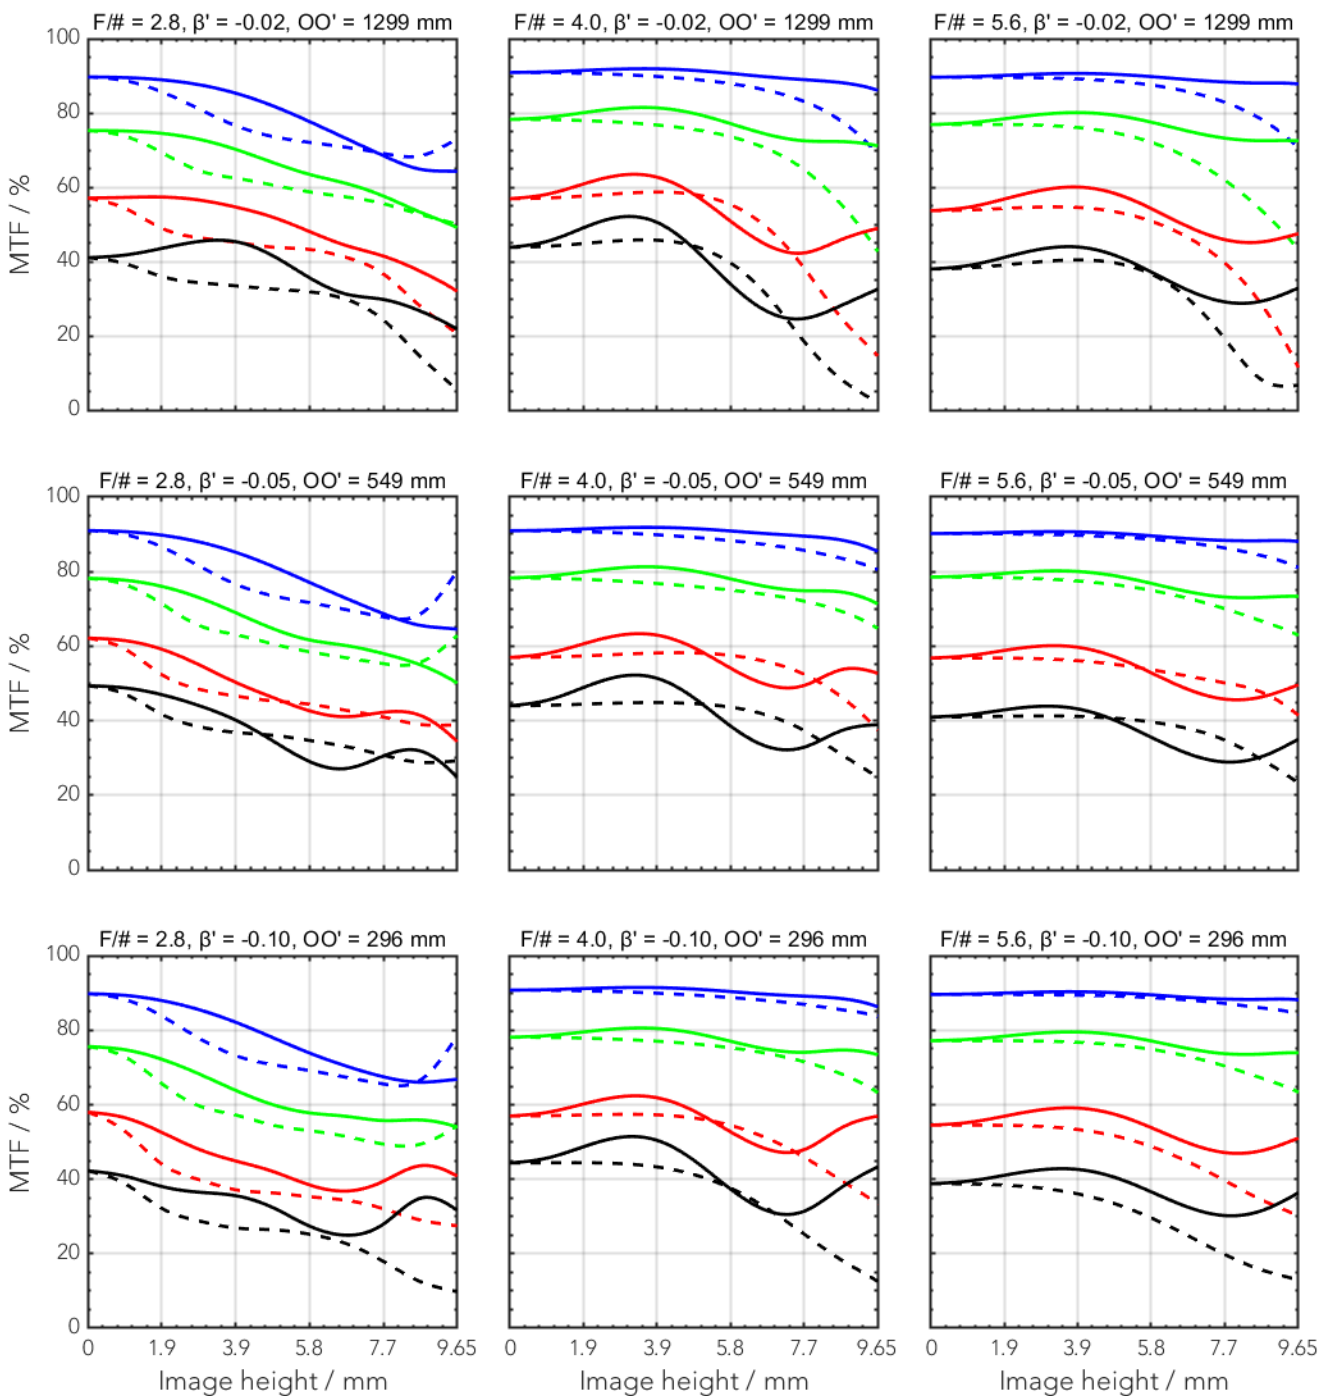 F/# = 2.8, β' = -0.02, OO' = 1299 mm
F/# = 4.0, β' = -0.02, OO' = 1299 mm
F/# = 5.6, β' = -0.02, OO' = 1299 mm
100
80
60
40
20
0
MTF / %
F/# = 2.8, β' = -0.05, OO' = 549 mm
F/# = 4.0, β' = -0.05, OO' = 549 mm
F/# = 5.6, β' = -0.05, OO' = 549 mm
100
80
60
40
20
0
MTF / %
F/# = 2.8, β' = -0.10, OO' = 296 mm
F/# = 4.0, β' = -0.10, OO' = 296 mm
F/# = 5.6, β' = -0.10, OO' = 296 mm
100
80
60
40
20
0
MTF / %
0 1.9 3.9 5.8 7.7 9.65
0 1.9 3.9 5.8 7.7 9.65
0 1.9 3.9 5.8 7.7 9.65
Image height / mm
Image height / mm
Image height / mm